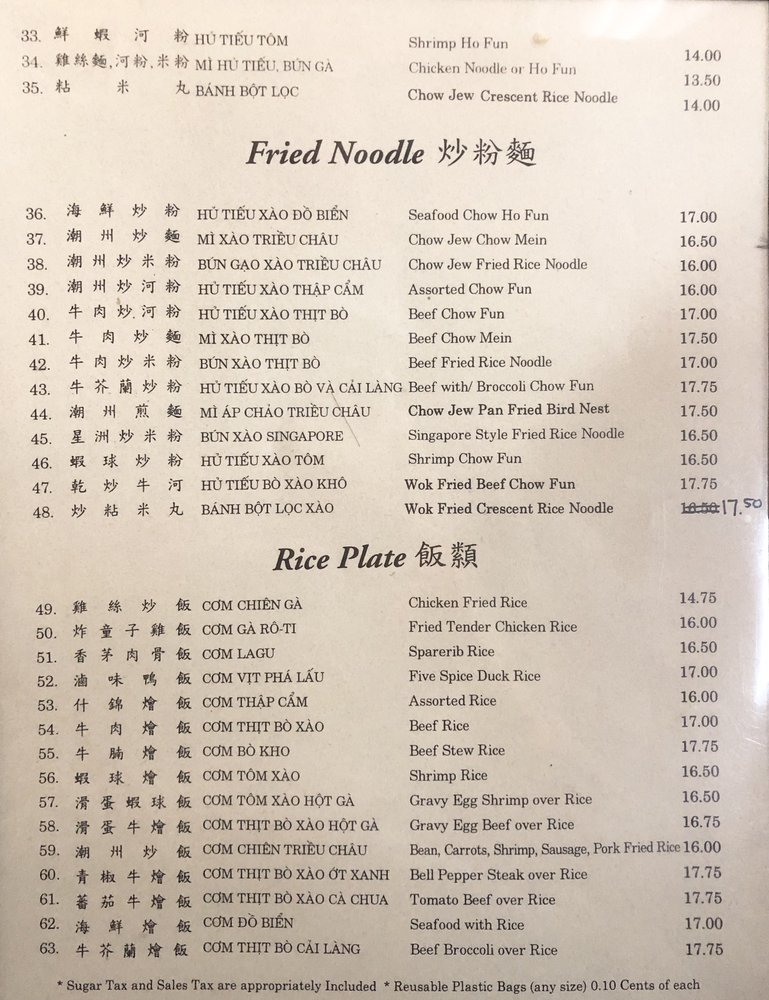 33. 鮮蝦河粉 HỦ TIẾU TÔM Shrimp Ho Fun 14.00
34. 雞絲麵,河粉,米粉 MÌ HỦ TIẾU, BÚN GÀ Chicken Noodle or Ho Fun 13.50
35. 粘米丸 BÁNH BỘT LỌC Chow Jew Crescent Rice Noodle 14.00
Fried Noodle 炒粉麵
36. 海鮮炒粉 HỦ TIẾU XÀO ĐỒ BIỂN Seafood Chow Ho Fun 17.00
37. 潮州炒麵 MÌ XÀO TRIỀU CHÂU Chow Jew Chow Mein 16.50
38. 潮州炒米粉 BÚN GẠO XÀO TRIỀU CHÂU Chow Jew Fried Rice Noodle 16.00
39. 潮州炒河粉 HỦ TIẾU XÀO THẬP CẨM Assorted Chow Fun 16.00
40. 牛肉炒河粉 HỦ TIẾU XÀO THỊT BÒ Beef Chow Fun 17.00
41. 牛肉炒麵 MÌ XÀO THỊT BÒ Beef Chow Mein 17.50
42. 牛肉炒米粉 BÚN XÀO THỊT BÒ Beef Fried Rice Noodle 17.00
43. 牛芥蘭炒粉 HỦ TIẾU XÀO BÒ VÀ CẢI LÀNG Beef with/ Broccoli Chow Fun 17.75
44. 潮州煎麵 MÌ ÁP CHẢO TRIỀU CHÂU Chow Jew Pan Fried Bird Nest 17.50
45. 星洲炒米粉 BÚN XÀO SINGAPORE Singapore Style Fried Rice Noodle 16.50
46. 蝦球炒粉 HỦ TIẾU XÀO TÔM Shrimp Chow Fun 16.50
47. 乾炒牛河 HỦ TIẾU BÒ XÀO KHÔ Wok Fried Beef Chow Fun 17.75
48. 炒粘米丸 BÁNH BỘT LỌC XÀO Wok Fried Crescent Rice Noodle 16.50 17.50
Rice Plate 飯類
49. 雞絲炒飯 CƠM CHIÊN GÀ Chicken Fried Rice 14.75
50. 炸童子雞飯 CƠM GÀ RÔ-TI Fried Tender Chicken Rice 16.00
51. 香茅肉骨飯 CƠM LAGU Sparerib Rice 16.50
52. 滷味鴨飯 CƠM VỊT PHÁ LẤU Five Spice Duck Rice 17.00
53. 什錦燴飯 CƠM THẬP CẨM Assorted Rice 16.00
54. 牛肉燴飯 CƠM THỊT BÒ XÀO Beef Rice 17.00
55. 牛腩燴飯 CƠM BÒ KHO Beef Stew Rice 17.75
56. 蝦球燴飯 CƠM TÔM XÀO Shrimp Rice 16.50
57. 滑蛋蝦球飯 CƠM TÔM XÀO HỘT GÀ Gravy Egg Shrimp over Rice 16.50
58. 滑蛋牛燴飯 CƠM THỊT BÒ XÀO HỘT GÀ Gravy Egg Beef over Rice 16.75
59. 潮州炒飯 CƠM CHIÊN TRIỀU CHÂU Bean, Carrots, Shrimp, Sausage, Pork Fried Rice 16.00
60. 青椒牛燴飯 CƠM THỊT BÒ XÀO ỚT XANH Bell Pepper Steak over Rice 17.75
61. 蕃茄牛燴飯 CƠM THỊT BÒ XÀO CÀ CHUA Tomato Beef over Rice 17.75
62. 海鮮燴飯 CƠM ĐỒ BIỂN Seafood with Rice 17.00
63. 牛芥蘭燴飯 CƠM THỊT BÒ CẢI LÀNG Beef Broccoli over Rice 17.75
* Sugar Tax and Sales Tax are appropriately Included * Reusable Plastic Bags (any size) 0.10 Cents of each